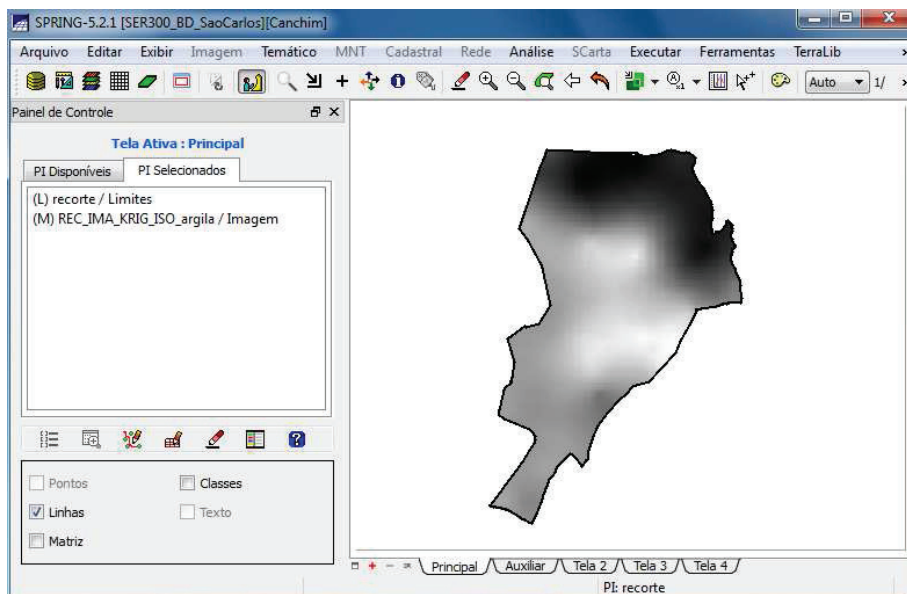 SPRING-5.2.1 [SER300_BD_SaoCarlos][Canchim]
Arquivo Editar Exibir Imagem Temático MNT Cadastral Rede Análise SCarta Executar Ferramentas TerraLib
Auto 1/
Painel de Controle
Tela Ativa : Principal
PI Disponíveis PI Selecionados
(L) recorte / Limites
(M) REC_IMA_KRIG_ISO_argila / Imagem
Pontos Classes
Linhas Texto
Matriz
Principal Auxiliar Tela 2 Tela 3 Tela 4
PI: recorte